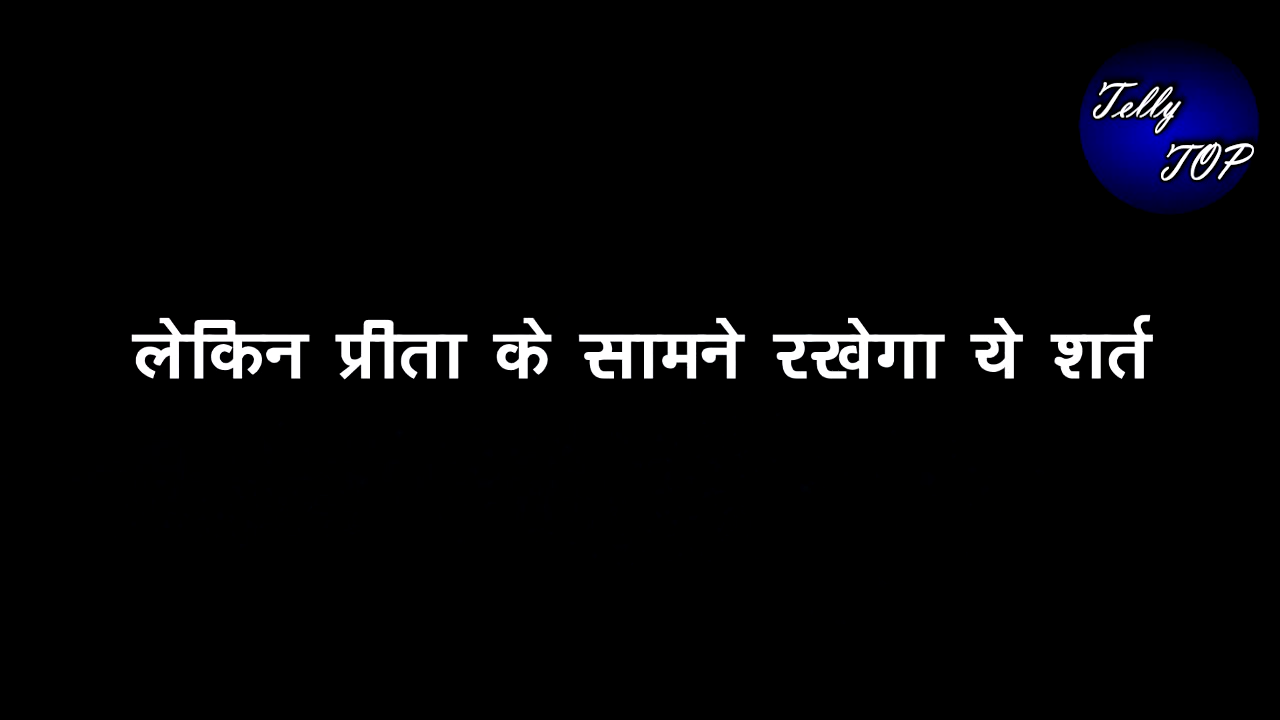 Telly
TOP
लेकिन प्रीता के सामने रखेगा ये शर्त